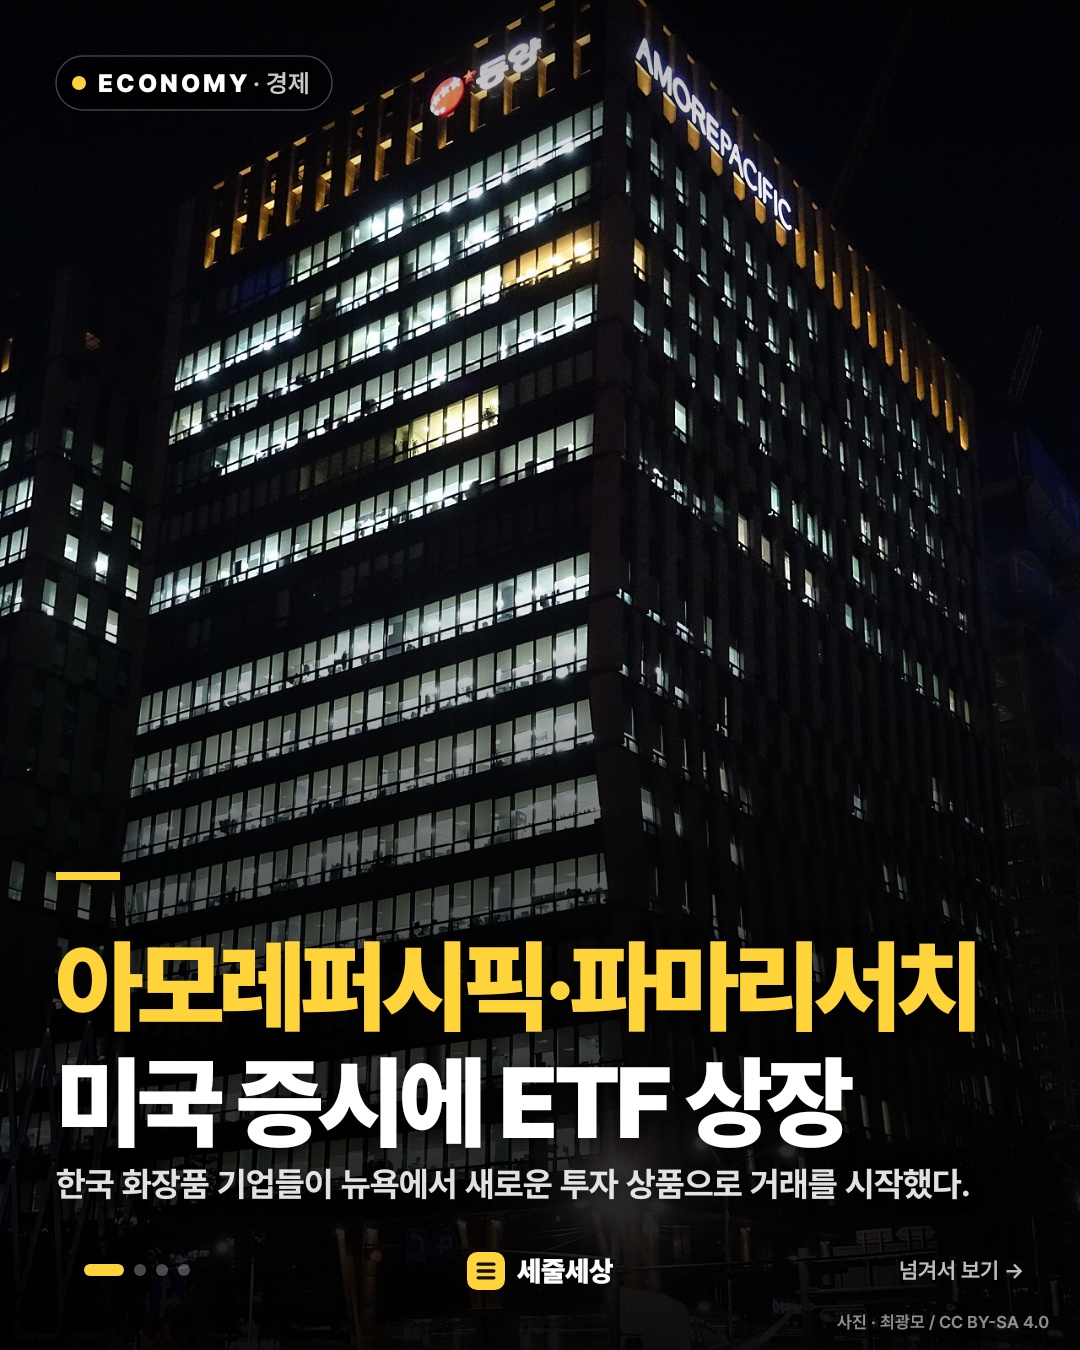 ECONOMY · 경제
동양
AMOREPACIFIC
아모레퍼시픽·파마리서치
미국 증시에 ETF 상장
한국 화장품 기업들이 뉴욕에서 새로운 투자 상품으로 거래를 시작했다.
세줄세상
넘겨서 보기 →
사진 · 최광모 / CC BY-SA 4.0